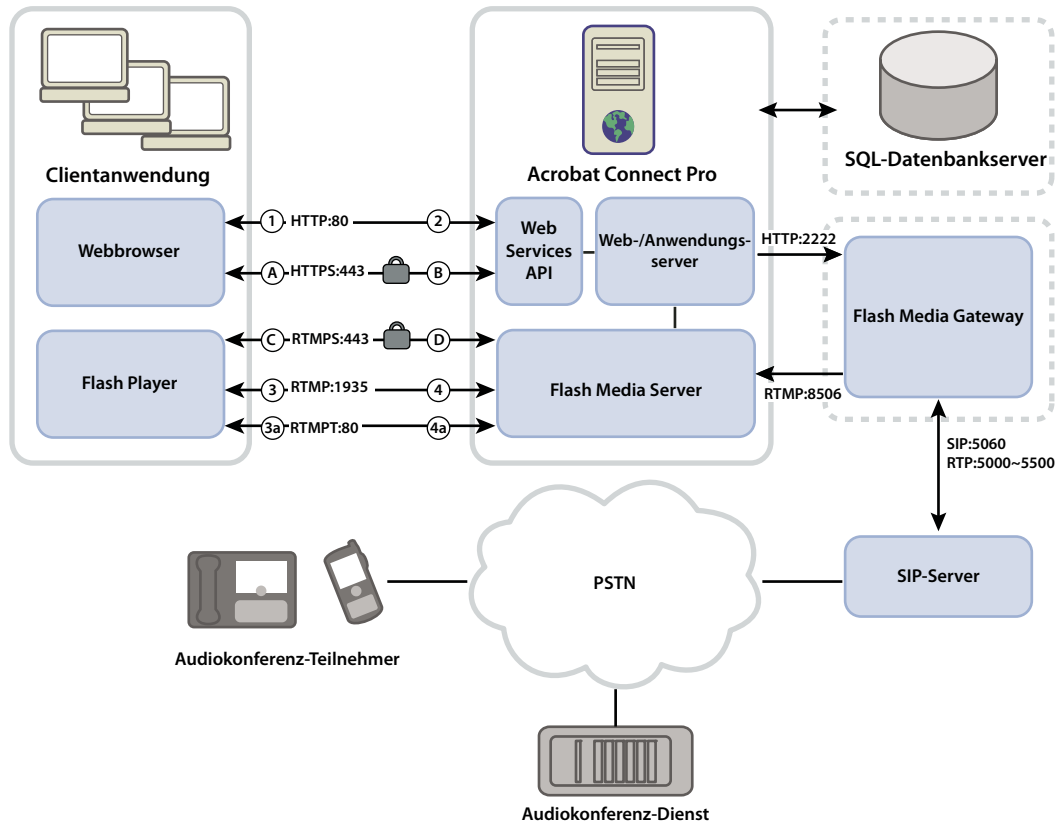 Clientanwendung
Acrobat Connect Pro
SQL-Datenbankserver
Webbrowser
1 HTTP:80 2
A HTTPS:443 B
Web
Services
API
Web-/Anwendungs-
server
HTTP:2222
Flash Media Gateway
Flash Player
C RTMPS:443 D
3 RTMP:1935 4
3a RTMPT:80 4a
Flash Media Server
RTMP:8506
SIP:5060
RTP:5000~5500
SIP-Server
PSTN
Audiokonferenz-Teilnehmer
Audiokonferenz-Dienst